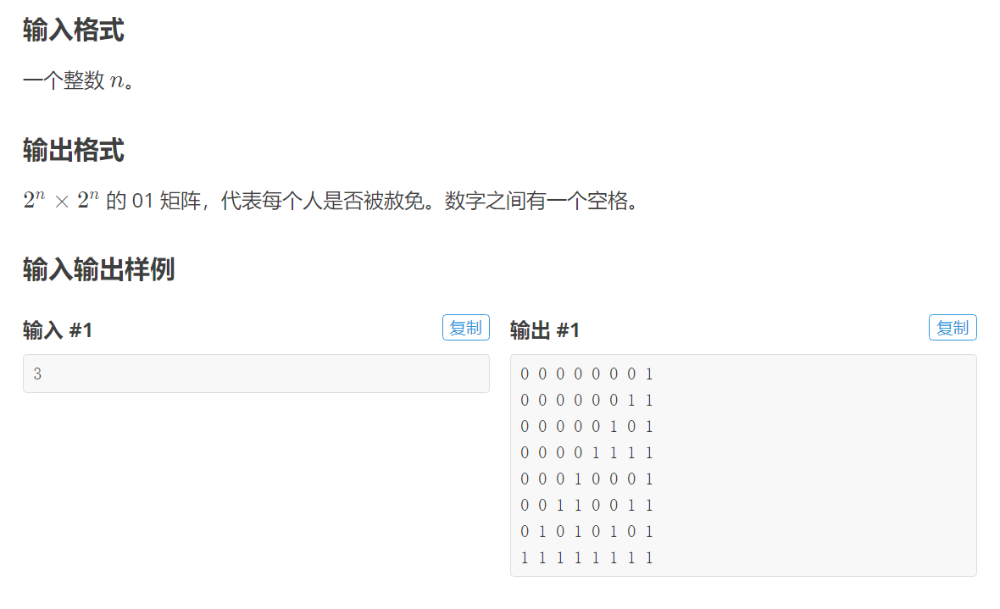 输入格式
一个整数 n。
输出格式
2^n × 2^n 的 01 矩阵，代表每个人是否被赦免。数字之间有一个空格。
输入输出样例
输入 #1
复制
3
输出 #1
复制
0 0 0 0 0 0 0 1
0 0 0 0 0 0 1 1
0 0 0 0 0 1 0 1
0 0 0 0 1 1 1 1
0 0 0 1 0 0 0 1
0 0 1 1 0 0 1 1
0 1 0 1 0 1 0 1
1 1 1 1 1 1 1 1